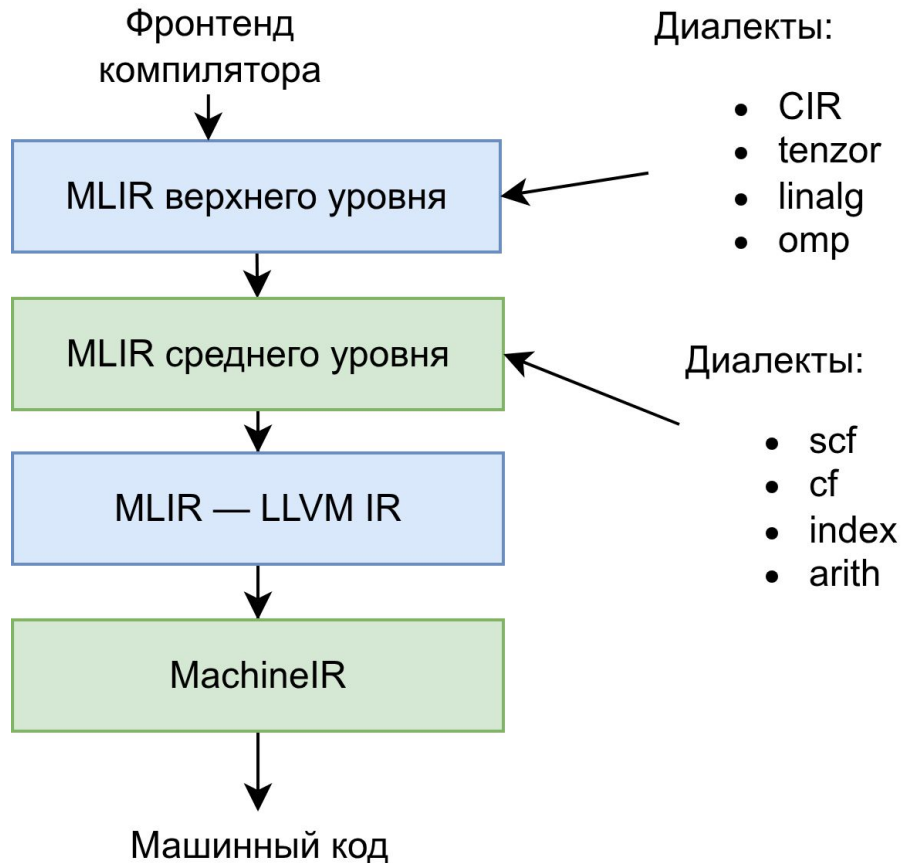 Фронтенд
компилятора
MLIR верхнего уровня
MLIR среднего уровня
MLIR — LLVM IR
MachineIR
Машинный код
Диалекты:
• CIR
• tenzor
• linalg
• omp
Диалекты:
• scf
• cf
• index
• arith